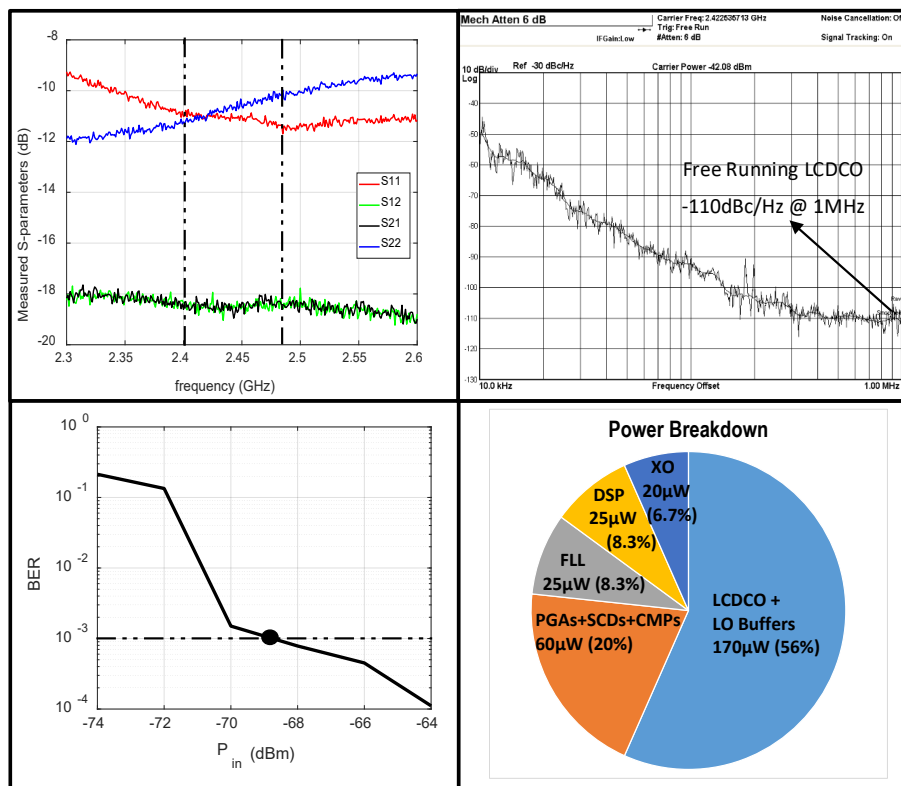 -8
-10
-12
-14
-16
-18
-20
Measured S-parameters (dB)
S11
S12
S21
S22
2.3 2.35 2.4 2.45 2.5 2.55 2.6
frequency (GHz)
Mech Atten 6 dB
Carrier Freq: 2.422535713 GHz
Trig: Free Run
IFGain:Low #Atten: 6 dB
Noise Cancellation: Of
Signal Tracking: On
10 dB/div Ref -30 dBc/Hz Carrier Power -42.08 dBm
Log
-40
-50
-60
-70
-80
-90
-100
-110
-120
-130
Free Running LCDCO
-110dBc/Hz @ 1MHz
10.0 kHz Frequency Offset 1.00 MHz
10 0
10 -1
10 -2
10 -3
10 -4
BER
-74 -72 -70 -68 -66 -64
P in (dBm)
Power Breakdown
XO
20µW
(6.7%)
DSP
25µW
(8.3%)
FLL
25µW (8.3%)
PGAs+SCDs+CMPs
60µW (20%)
LCDCO +
LO Buffers
170µW (56%)